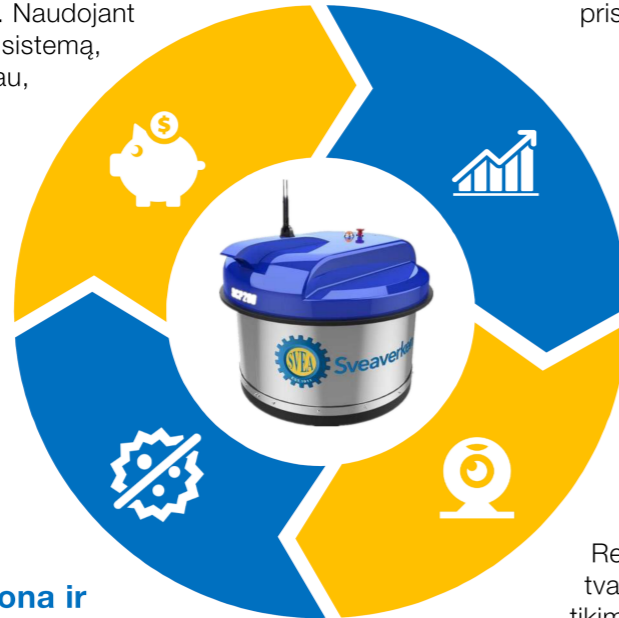 . Naudojant
sistemą,
au,
pris
$
SVEA
Sveaverken
ona ir
Re
tva
tikim